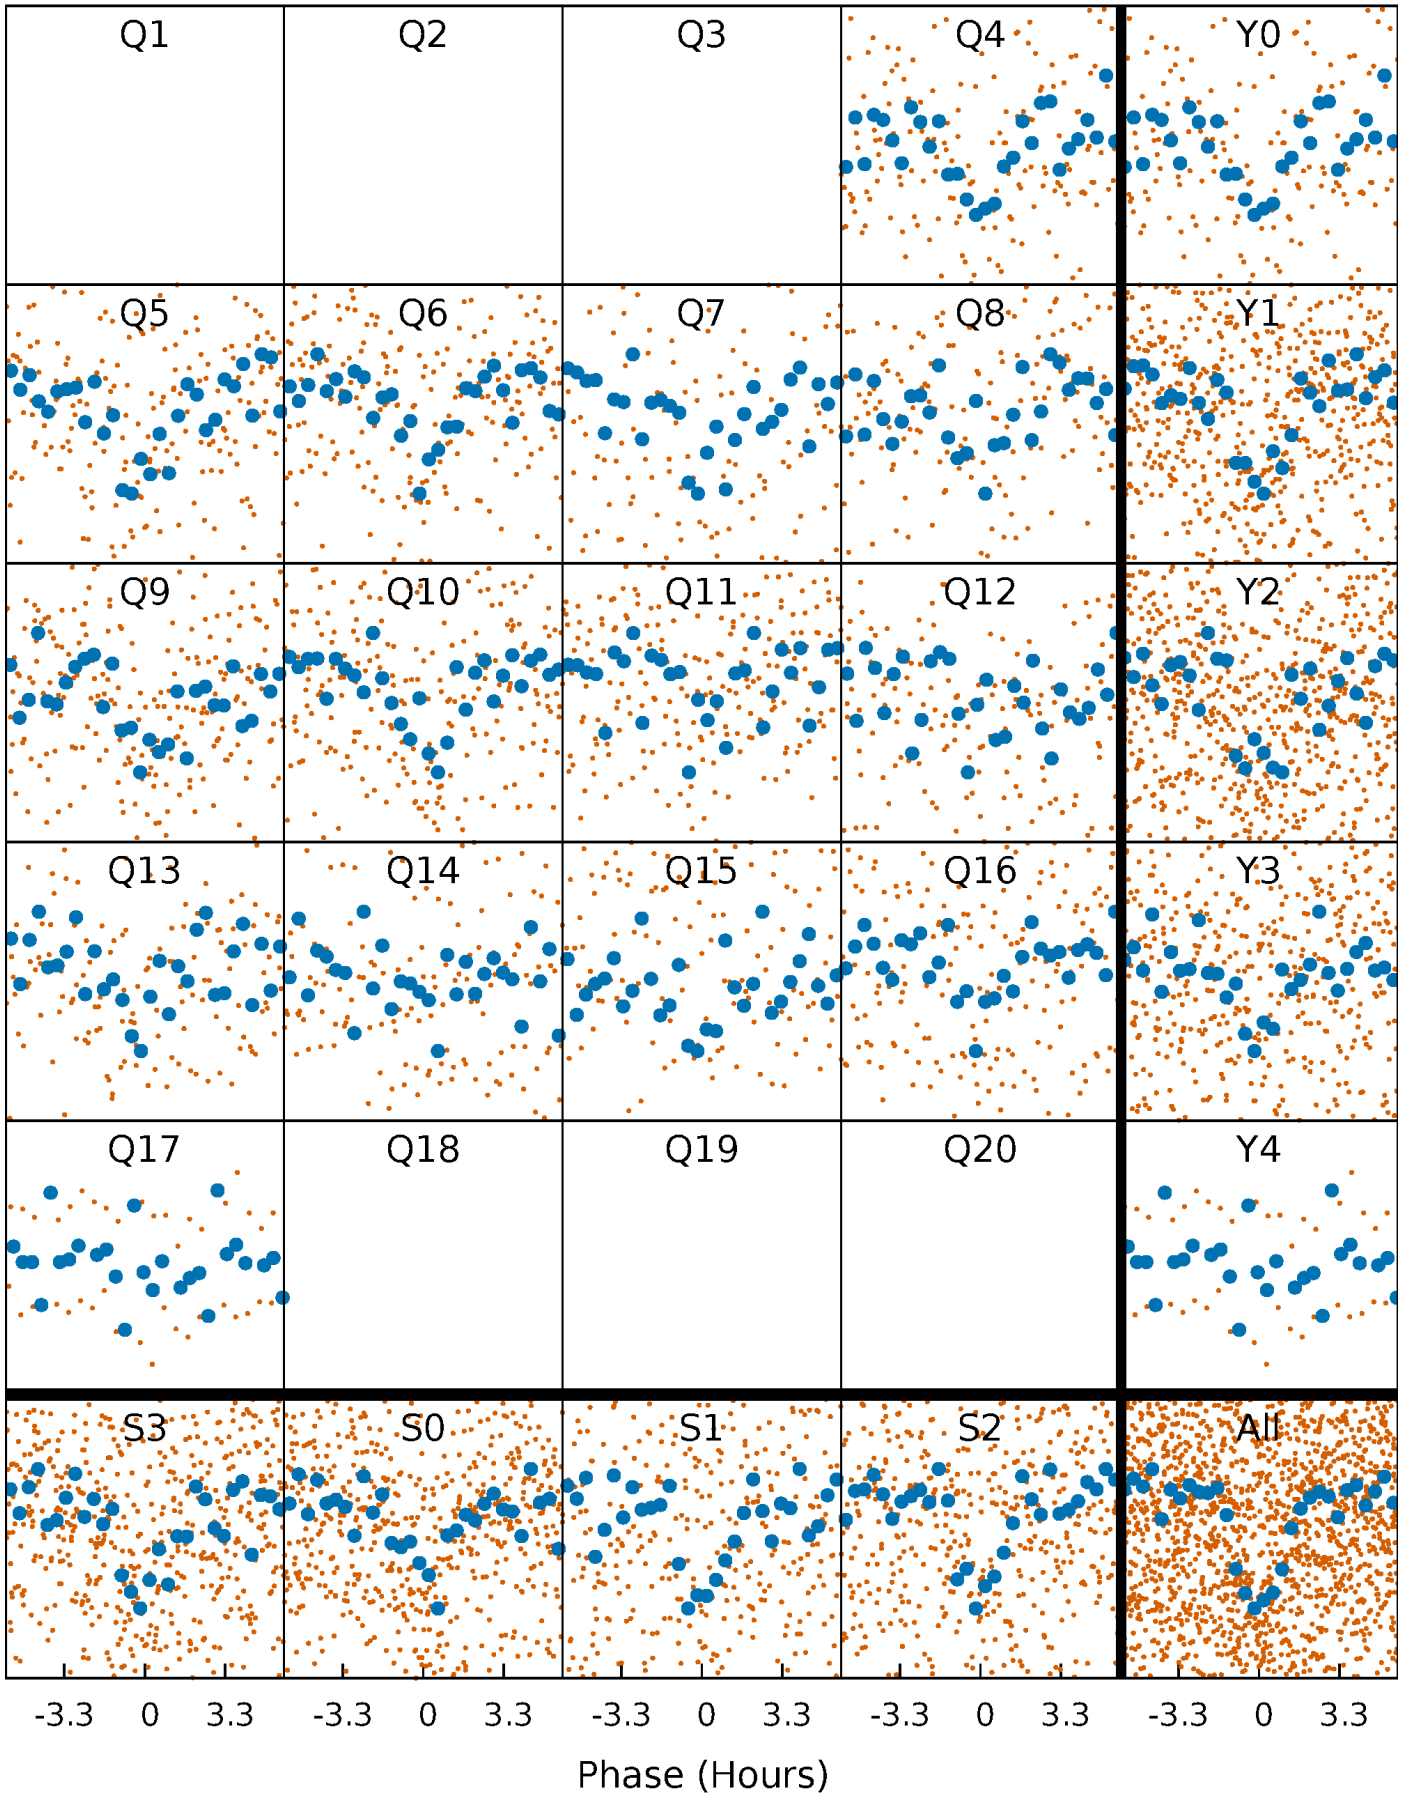 Q1 Q2 Q3 Q4 Y0
Q5 Q6 Q7 Q8 Y1
Q9 Q10 Q11 Q12 Y2
Q13 Q14 Q15 Q16 Y3
Q17 Q18 Q19 Q20 Y4
S3 S0 S1 S2 All
-3.3 0 3.3 -3.3 0 3.3 -3.3 0 3.3 -3.3 0 3.3 -3.3 0 3.3
Phase (Hours)